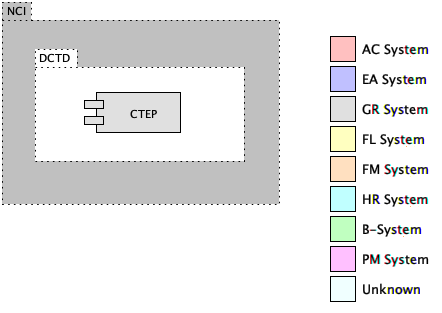 NCI
DCTD
CTEP
AC System
EA System
GR System
FL System
FM System
HR System
B-System
PM System
Unknown